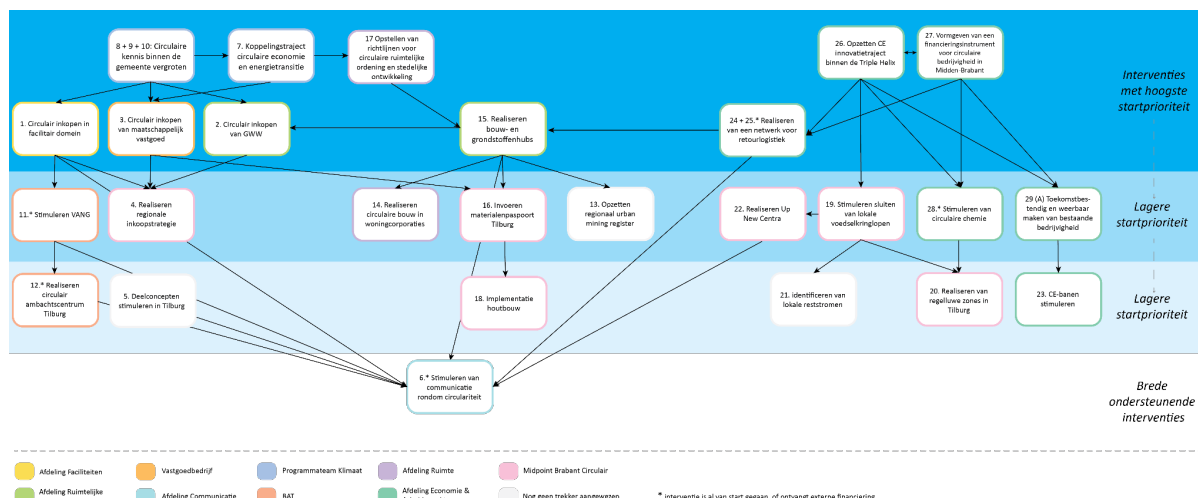 8 + 9 + 10: Circulaire
kennis binnen de
gemeente vergroten
7. Koppelingstraject
circulaire economie
en energietransitie
17 Opstellen van
richtlijnen voor
circulaire ruimtelijke
ordening en stedelijke
ontwikkeling
26. Opzetten CE
innovatietraject
binnen de Triple Helix
27. Vormgeven van een
financieringsinstrument
voor circulaire
bedrijvigheid in
Midden-Brabant
Interventies
met hoogste
startprioriteit
1. Circulair inkopen in
facilitair domein
3. Circulair inkopen
van maatschappelijk
vastgoed
2. Circulair inkopen
van GWW
15. Realiseren
bouw- en
grondstoffenhubs
24 + 25.* Realiseren
van een netwerk voor
retourlogistiek
11.* Stimuleren VANG
4. Realiseren
regionale
inkoopstrategie
14. Realiseren
circulaire bouw in
woningcorporaties
16. Invoeren
materialenpaspoort
Tilburg
13. Opzetten
regionaal urban
mining register
22. Realiseren Up
New Centra
19. Stimuleren sluiten
van lokale
voedselkringlopen
28.* Stimuleren van
circulaire chemie
29 (A) Toekomstbes-
tendig en weerbaar
maken van bestaande
bedrijvigheid
Lagere
startprioriteit
12.* Realiseren
circulair
ambachtscentrum
Tilburg
5. Deelconcepten
stimuleren in Tilburg
18. Implementatie
houtbouw
21. identificeren van
lokale reststromen
20. Realiseren van
regelluwe zones in
Tilburg
23. CE-banen
stimuleren
Lagere
startprioriteit
6.* Stimuleren van
communicatie
rondom circulariteit
Brede
ondersteunende
interventies
Afdeling Faciliteiten
Vastgoedbedrijf
Programmateam Klimaat
Afdeling Ruimte
Midpoint Brabant Circulair
Afdeling Ruimtelijke
Afdeling Communicatie
BAT
Afdeling Economie &
Nog geen trekker aangewezen
* interventie is al van start gegaan, of ontvangt externe financiering